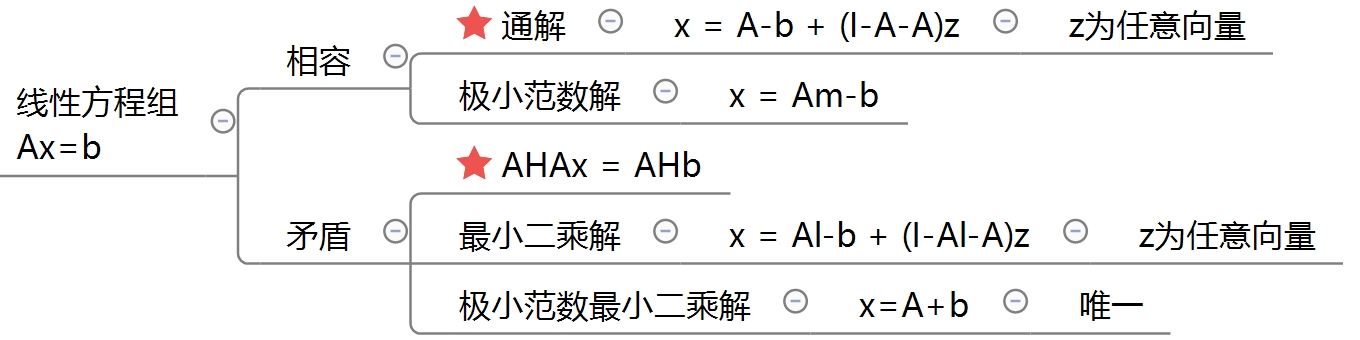 线性方程组
Ax=b
相容
★ 通解 x = A-b + (I-A-A)z z为任意向量
极小范数解 x = Am-b
矛盾
★ AHAx = AHb
最小二乘解 x = Al-b + (I-Al-A)z z为任意向量
极小范数最小二乘解 x=A+b 唯一